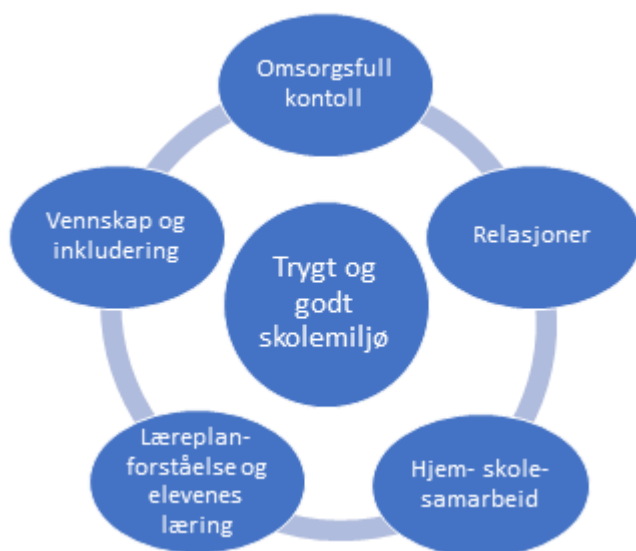 Omsorgsfull
kontoll
Relasjoner
Hjem- skole-
samarbeid
Læreplan-
forståelse og
elevenes
læring
Vennskap og
inkludering
Trygt og
godt
skolemiljø